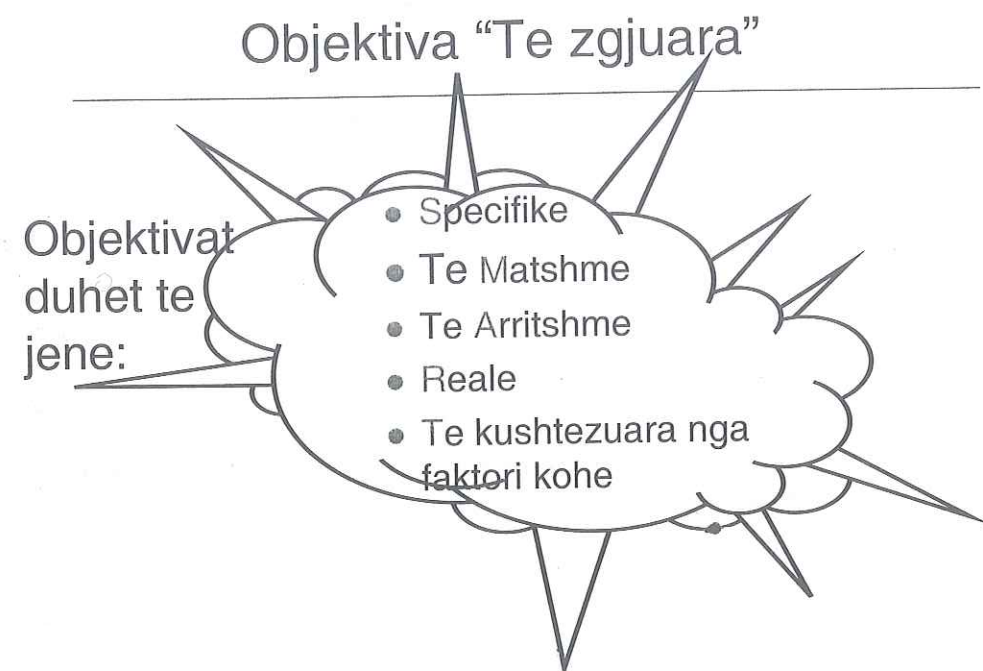 Objektiva “Te zgjuara”
Objektivat
duhet te
jene:
Specifike
Te Matshme
Te Arritshme
Reale
Te kushtezuara nga
faktori kohe